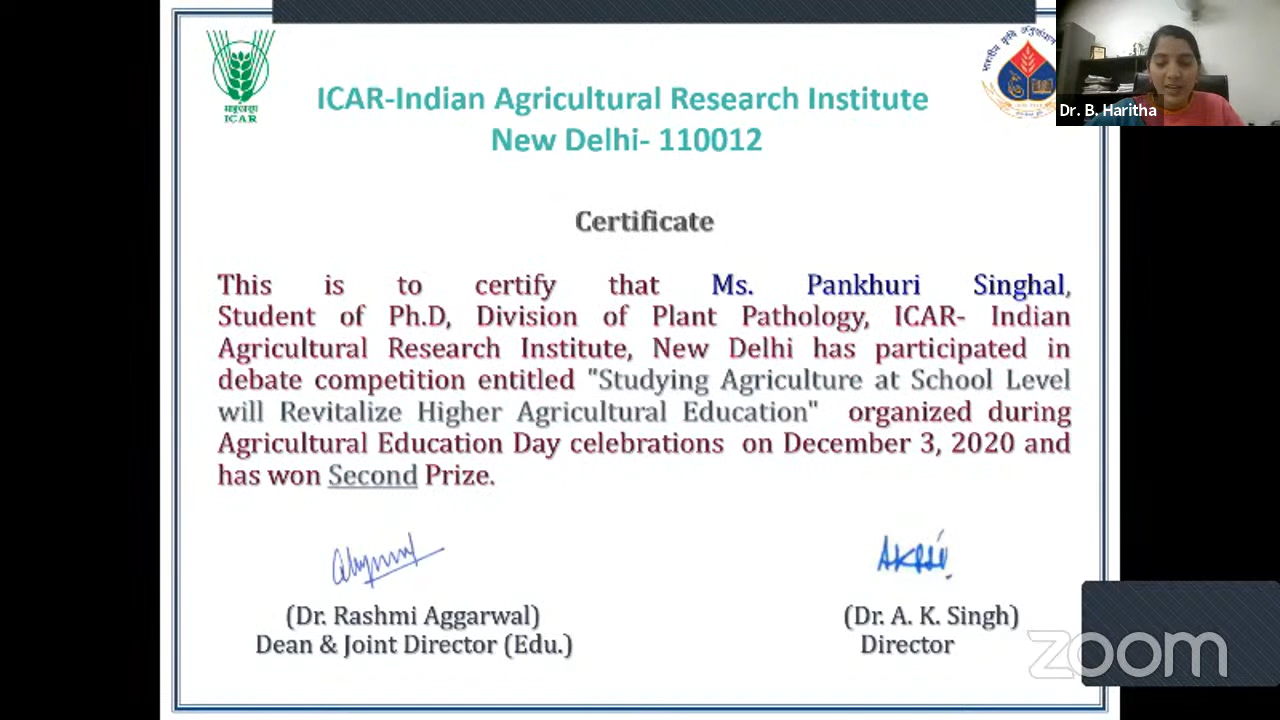 ICAR-Indian Agricultural Research Institute
New Delhi- 110012
ICAR
Dr. B. Haritha
Certificate
This is to certify that Ms. Pankhuri Singhal,
Student of Ph.D, Division of Plant Pathology, ICAR- Indian
Agricultural Research Institute, New Delhi has participated in
debate competition entitled "Studying Agriculture at School Level
will Revitalize Higher Agricultural Education" organized during
Agricultural Education Day celebrations on December 3, 2020 and
has won Second Prize.
(Dr. Rashmi Aggarwal)
Dean & Joint Director (Edu.)
(Dr. A. K. Singh)
Director
zoom